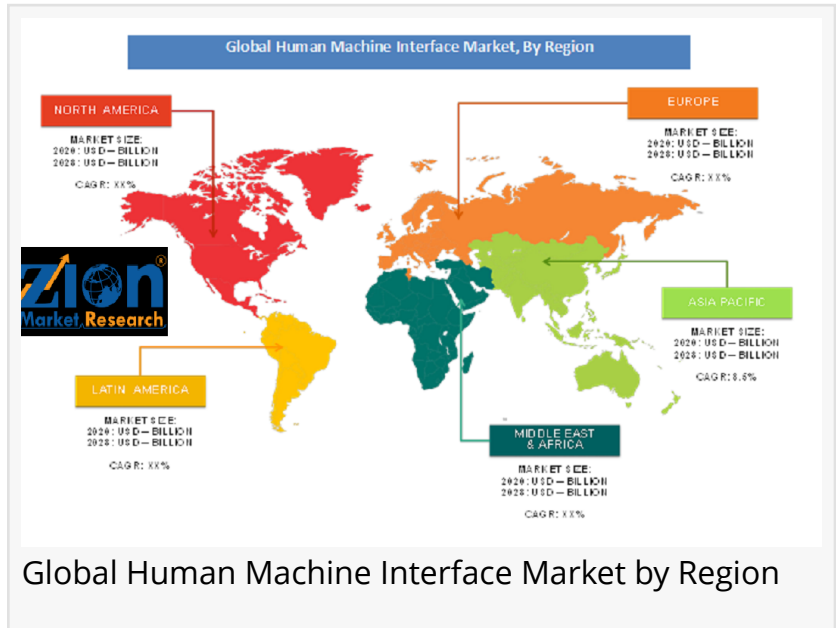 Global Human Machine Interface Market, By Region
NORTH AMERICA
MARKET SIZE:
2020: USD – BILLION
2028: USD – BILLION
CAGR: XX%
EUROPE
MARKET SIZE:
2020: USD – BILLION
2028: USD – BILLION
CAGR: XX%
Zion®
Market.Research
ASIA PACIFIC
MARKET SIZE:
2020: USD – BILLION
2028: USD – BILLION
CAGR: 8.5%
LATIN AMERICA
MARKET SIZE:
2020: USD – BILLION
2028: USD – BILLION
CAGR: XX%
MIDDLE EAST
& AFRICA
MARKET SIZE:
2020: USD – BILLION
2028: USD – BILLION
CAGR: XX%
Global Human Machine Interface Market by Region